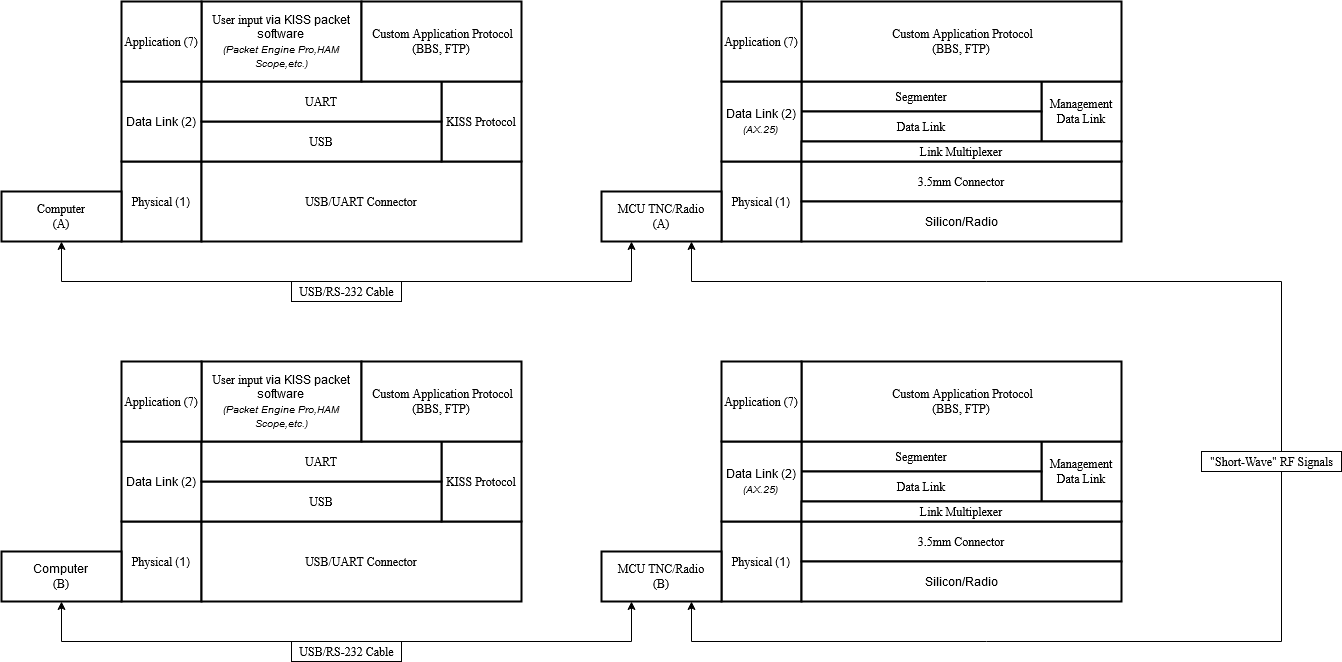 Application (7)
User input via KISS packet
software
(Packet Engine Pro,HAM
Scope,etc.)
Custom Application Protocol
(BBS, FTP)
Data Link (2)
UART
USB
KISS Protocol
Physical (1)
USB/UART Connector
Computer
(A)
Application (7)
Custom Application Protocol
(BBS, FTP)
Data Link (2)
(AX.25)
Segmenter
Data Link
Management
Data Link
Link Multiplexer
Physical (1)
3.5mm Connector
Silicon/Radio
MCU TNC/Radio
(A)
USB/RS-232 Cable
Application (7)
User input via KISS packet
software
(Packet Engine Pro,HAM
Scope,etc.)
Custom Application Protocol
(BBS, FTP)
Data Link (2)
UART
USB
KISS Protocol
Physical (1)
USB/UART Connector
Computer
(B)
Application (7)
Custom Application Protocol
(BBS, FTP)
Data Link (2)
(AX.25)
Segmenter
Data Link
Management
Data Link
Link Multiplexer
Physical (1)
3.5mm Connector
Silicon/Radio
MCU TNC/Radio
(B)
"Short-Wave" RF Signals
USB/RS-232 Cable